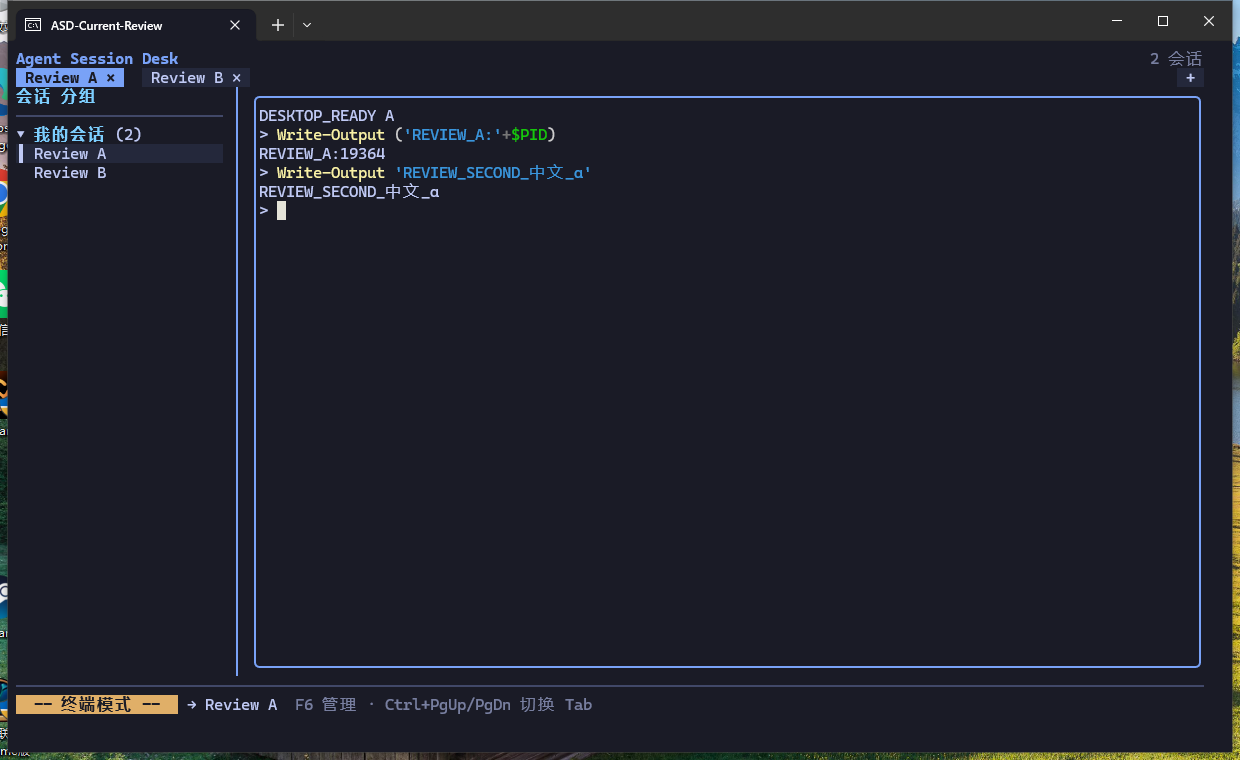 ASD-Current-Review
Agent Session Desk
2 会话
Review A ×
Review B ×
+
会话 分组
▾ 我的会话 (2)
Review A
Review B
DESKTOP_READY A
> Write-Output ('REVIEW_A:'+$PID)
REVIEW_A:19364
> Write-Output 'REVIEW_SECOND_中文_α'
REVIEW_SECOND_中文_α
>
-- 终端模式 -- → Review A F6 管理 · Ctrl+PgUp/PgDn 切换 Tab